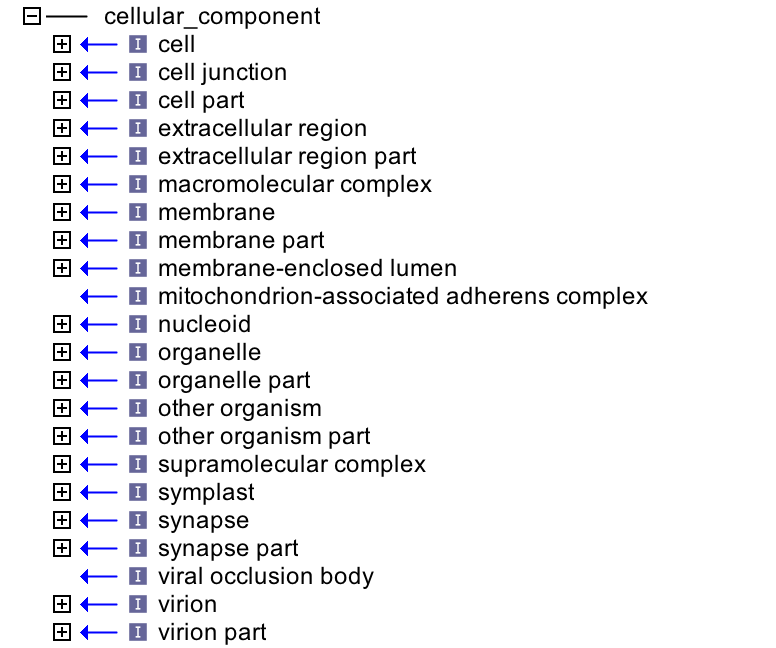 cellular_component
I cell
I cell junction
I cell part
I extracellular region
I extracellular region part
I macromolecular complex
I membrane
I membrane part
I membrane-enclosed lumen
I mitochondrion-associated adherens complex
I nucleoid
I organelle
I organelle part
I other organism
I other organism part
I supramolecular complex
I symplast
I synapse
I synapse part
I viral occlusion body
I virion
I virion part